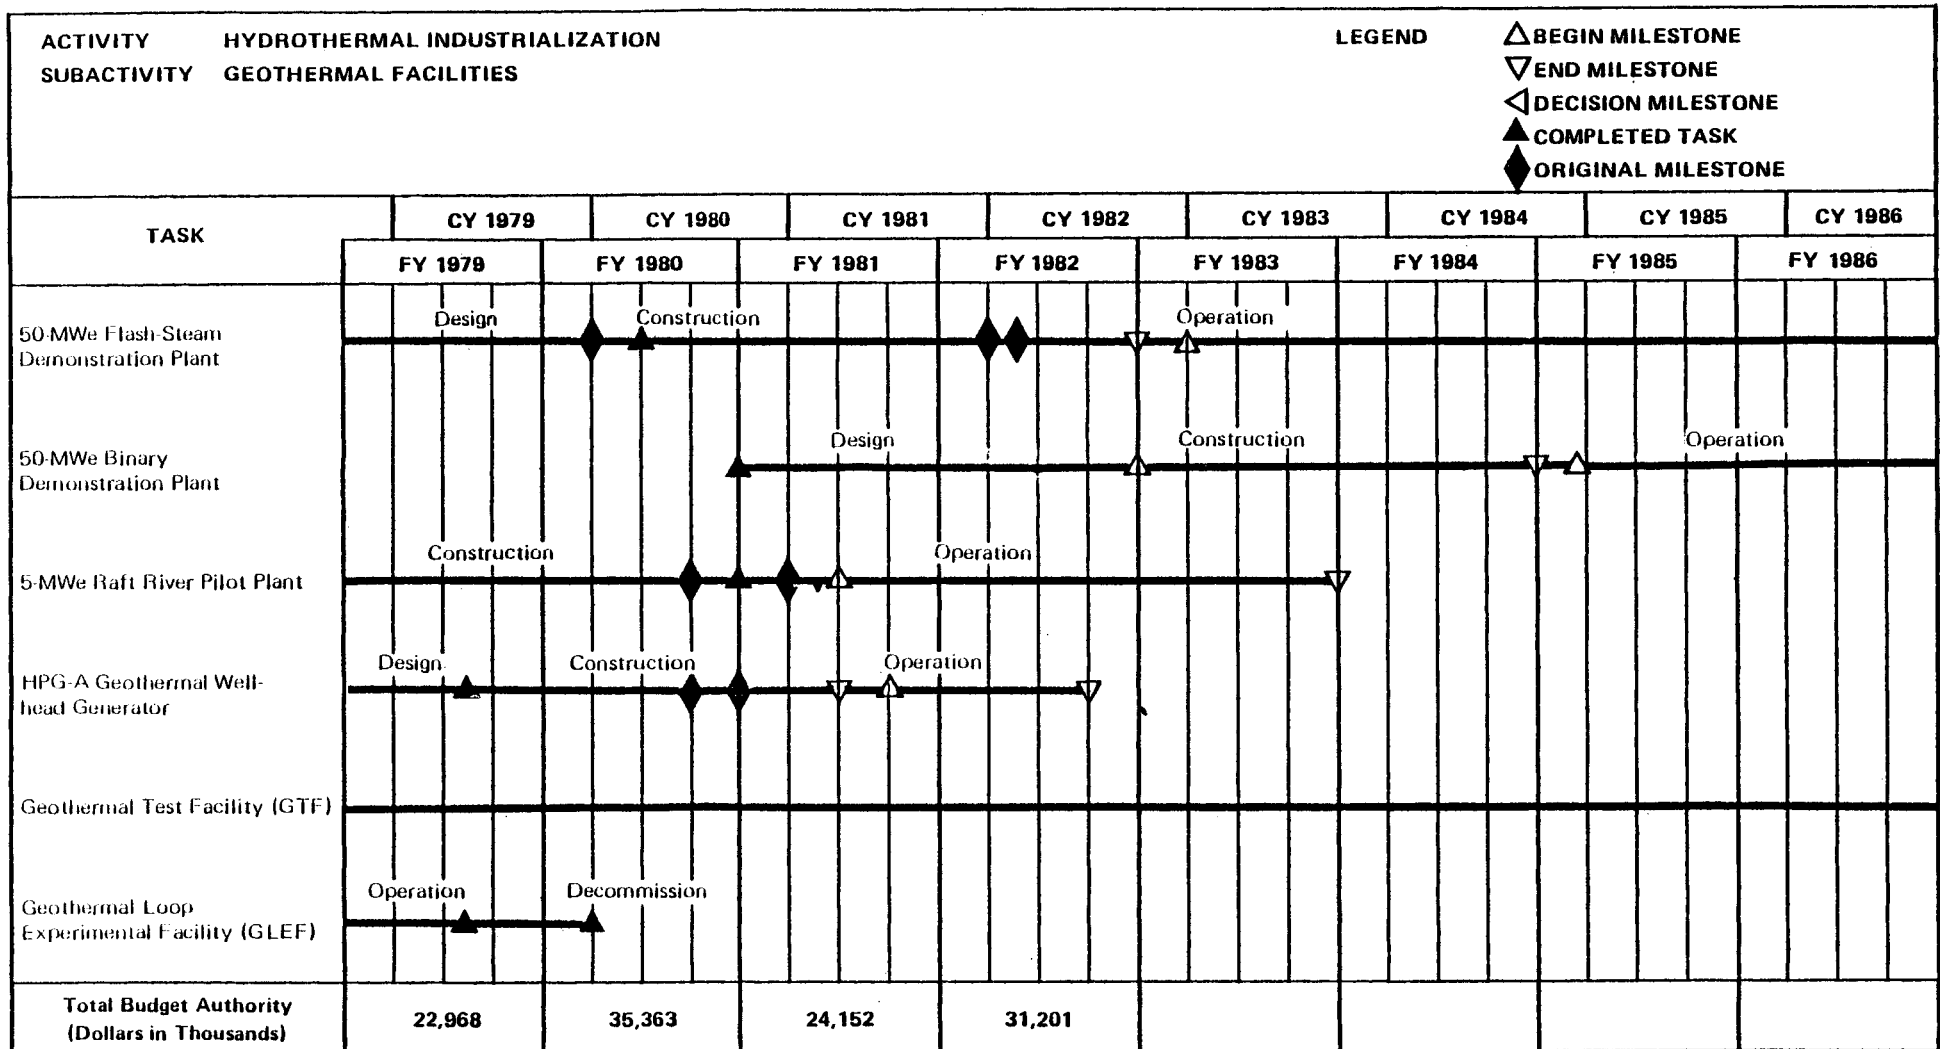 ACTIVITY HYDROTHERMAL INDUSTRIALIZATION
SUBACTIVITY GEOTHERMAL FACILITIES
LEGEND
BEGIN MILESTONE
END MILESTONE
DECISION MILESTONE
COMPLETED TASK
ORIGINAL MILESTONE
TASK
CY 1979 CY 1980 CY 1981 CY 1982 CY 1983 CY 1984 CY 1985 CY 1986
FY 1979 FY 1980 FY 1981 FY 1982 FY 1983 FY 1984 FY 1985 FY 1986
Design Construction Operation
50-MWe Flash-Steam
Demonstration Plant
Design Construction Operation
50-MWe Binary
Demonstration Plant
Construction Operation
5-MWe Raft River Pilot Plant
Design Construction Operation
HPG-A Geothermal Well-
head Generator
Geothermal Test Facility (GTF)
Operation Decommission
Geothermal Loop
Experimental Facility (GLEF)
Total Budget Authority
(Dollars in Thousands)
22,968 35,363 24,152 31,201